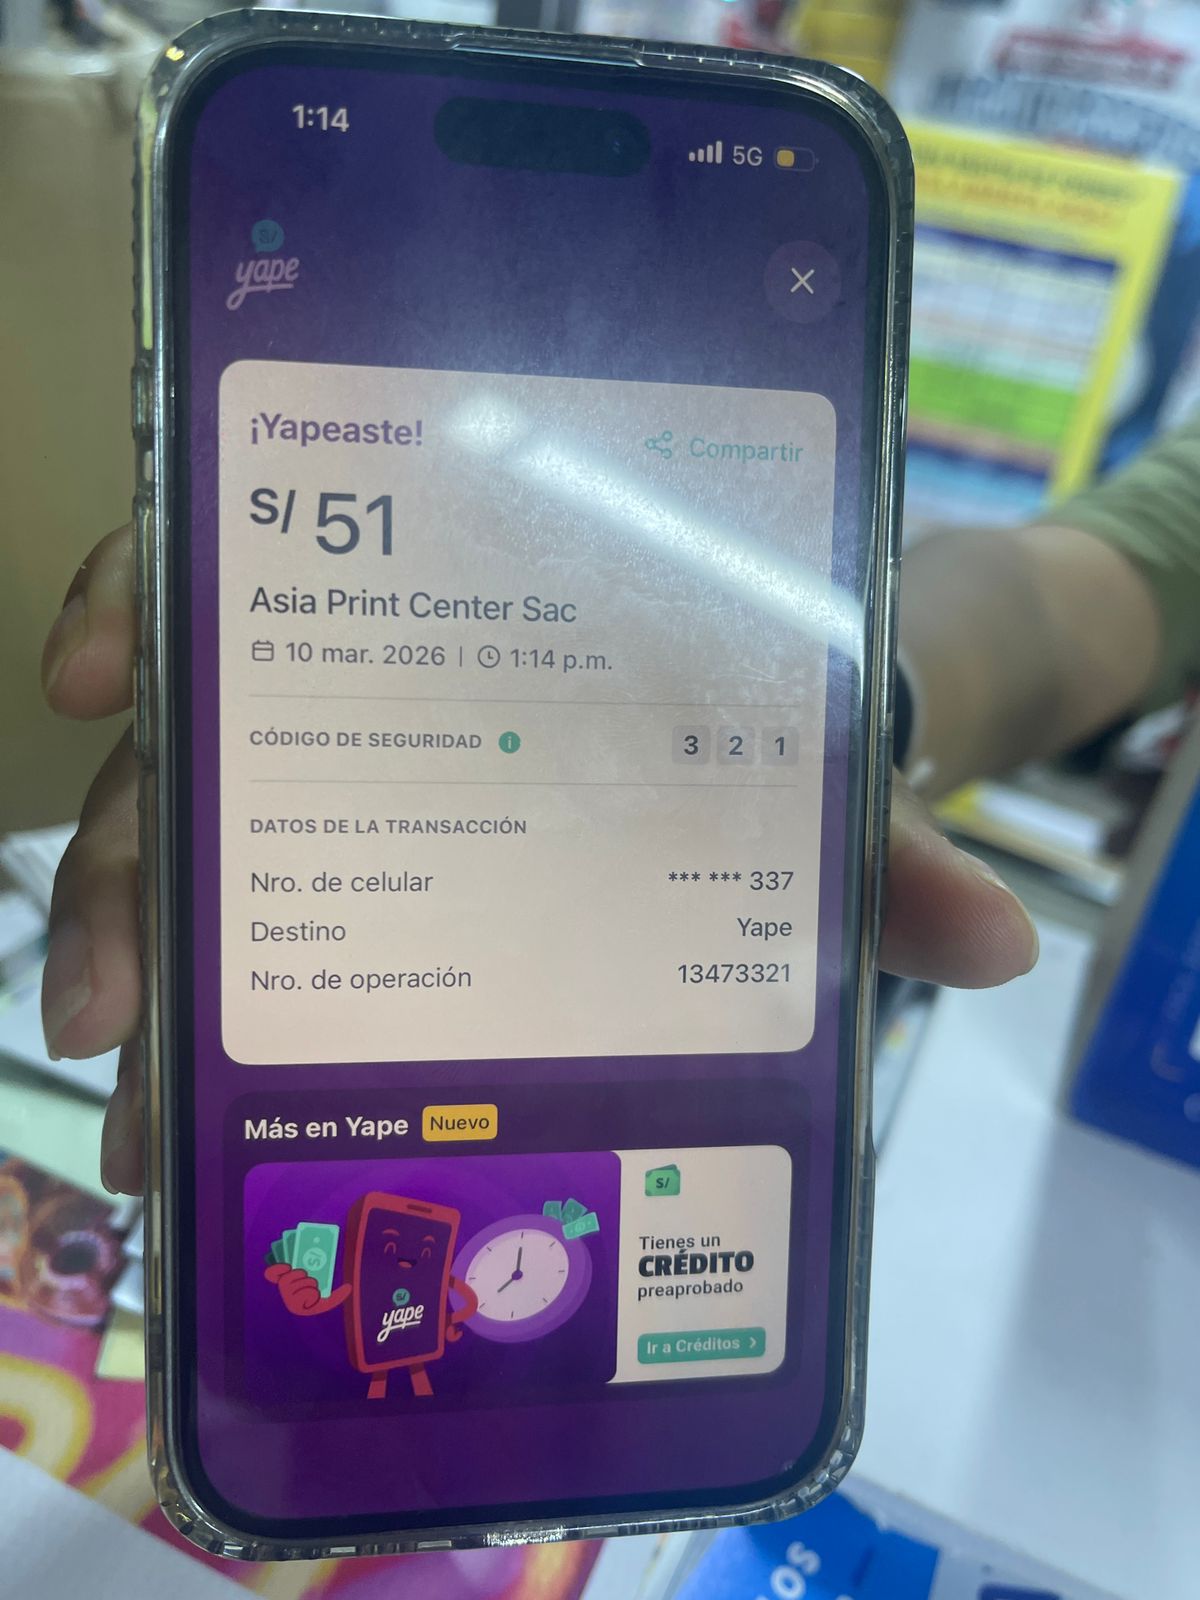 1:14
5G
S/
yape
¡Yapeaste!
Compartir
S/ 51
Asia Print Center Sac
10 mar. 2026 | 1:14 p.m.
CÓDIGO DE SEGURIDAD i 3 2 1
DATOS DE LA TRANSACCIÓN
Nro. de celular *** *** 337
Destino Yape
Nro. de operación 13473321
Más en Yape Nuevo
S/
S/
yape
S/
Tienes un
CRÉDITO
preaprobado
Ir a Créditos >
os